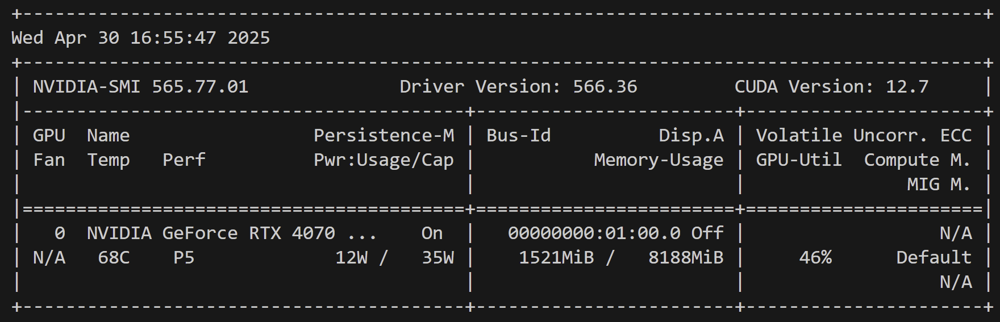 +-----------------------------------------------------------------------------------------+
Wed Apr 30 16:55:47 2025
+-----------------------------------------------------------------------------------------+
| NVIDIA-SMI 565.77.01              Driver Version: 566.36         CUDA Version: 12.7     |
|-----------------------------------------+------------------------+----------------------+
| GPU  Name                 Persistence-M | Bus-Id          Disp.A | Volatile Uncorr. ECC |
| Fan  Temp   Perf          Pwr:Usage/Cap |           Memory-Usage | GPU-Util  Compute M. |
|                                         |                        |               MIG M. |
|=========================================+========================+======================|
|   0  NVIDIA GeForce RTX 4070 ...    On  |   00000000:01:00.0 Off |                  N/A |
| N/A   68C    P5             12W /   35W |    1521MiB /   8188MiB |     46%      Default |
|                                         |                        |                  N/A |
+-----------------------------------------+------------------------+----------------------+